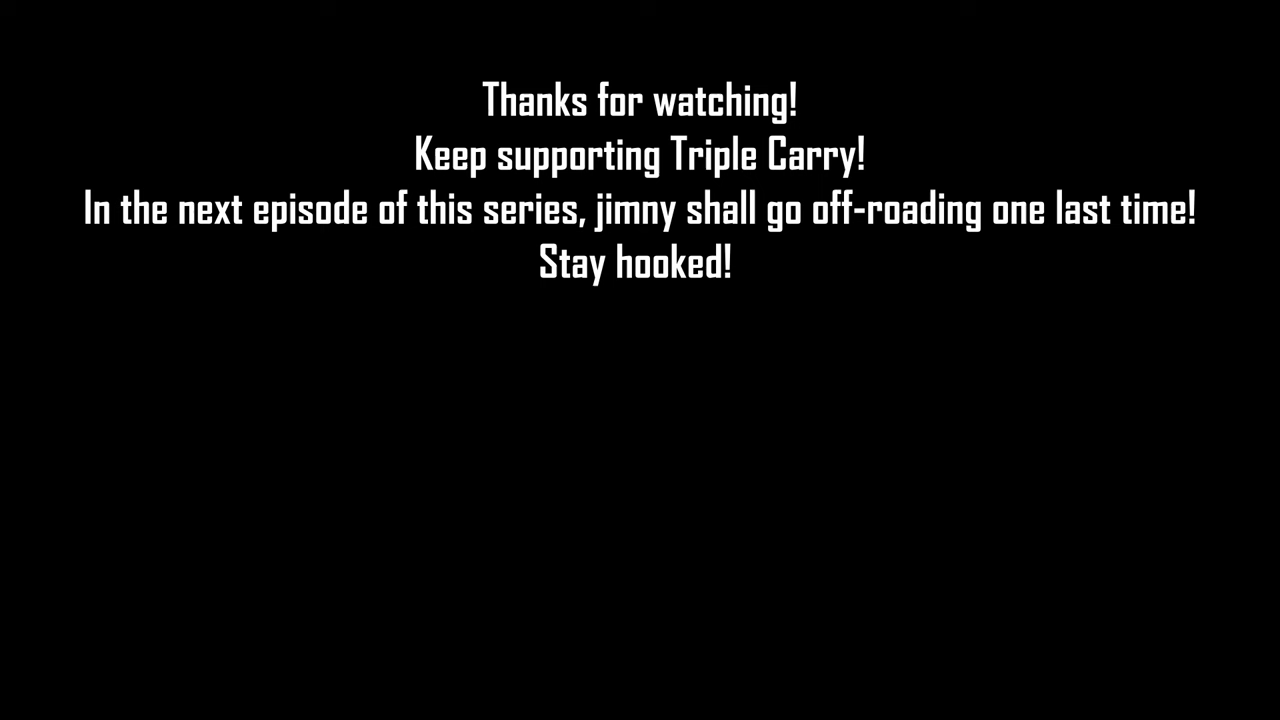 Thanks for watching!
Keep supporting Triple Carry!
In the next episode of this series, jimny shall go off-roading one last time!
Stay hooked!